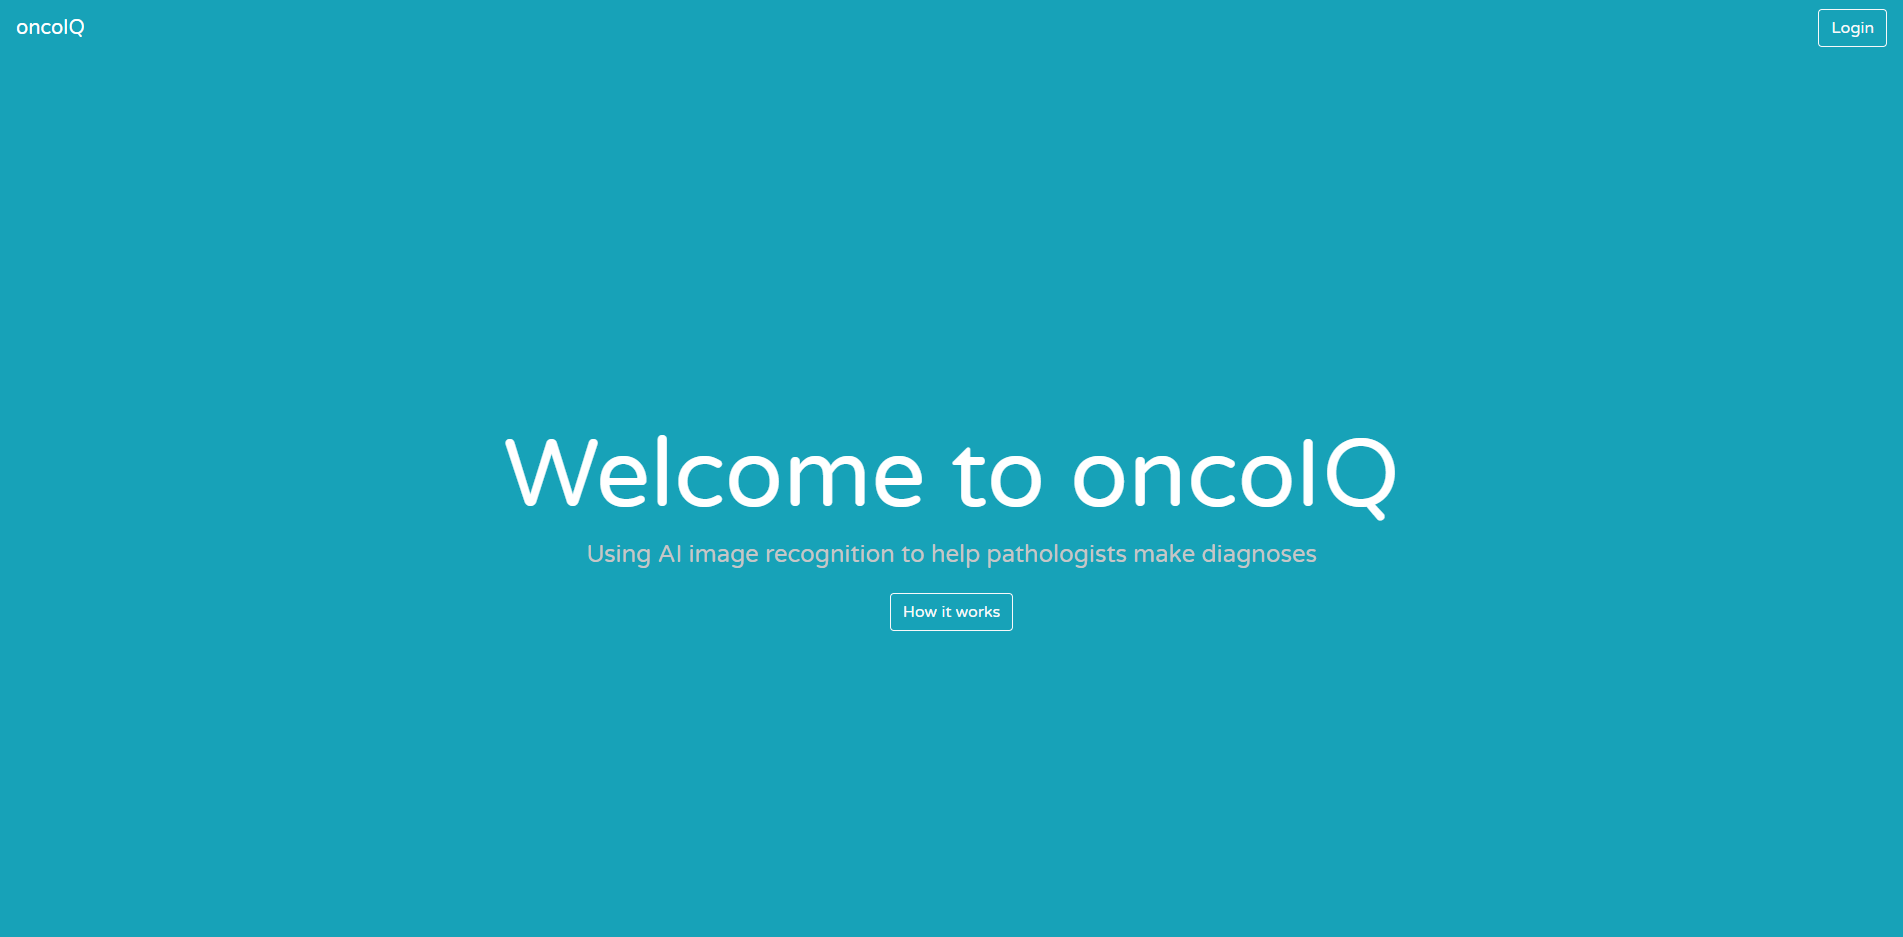 oncoIQ
Login
Welcome to oncoIQ
Using AI image recognition to help pathologists make diagnoses
How it works